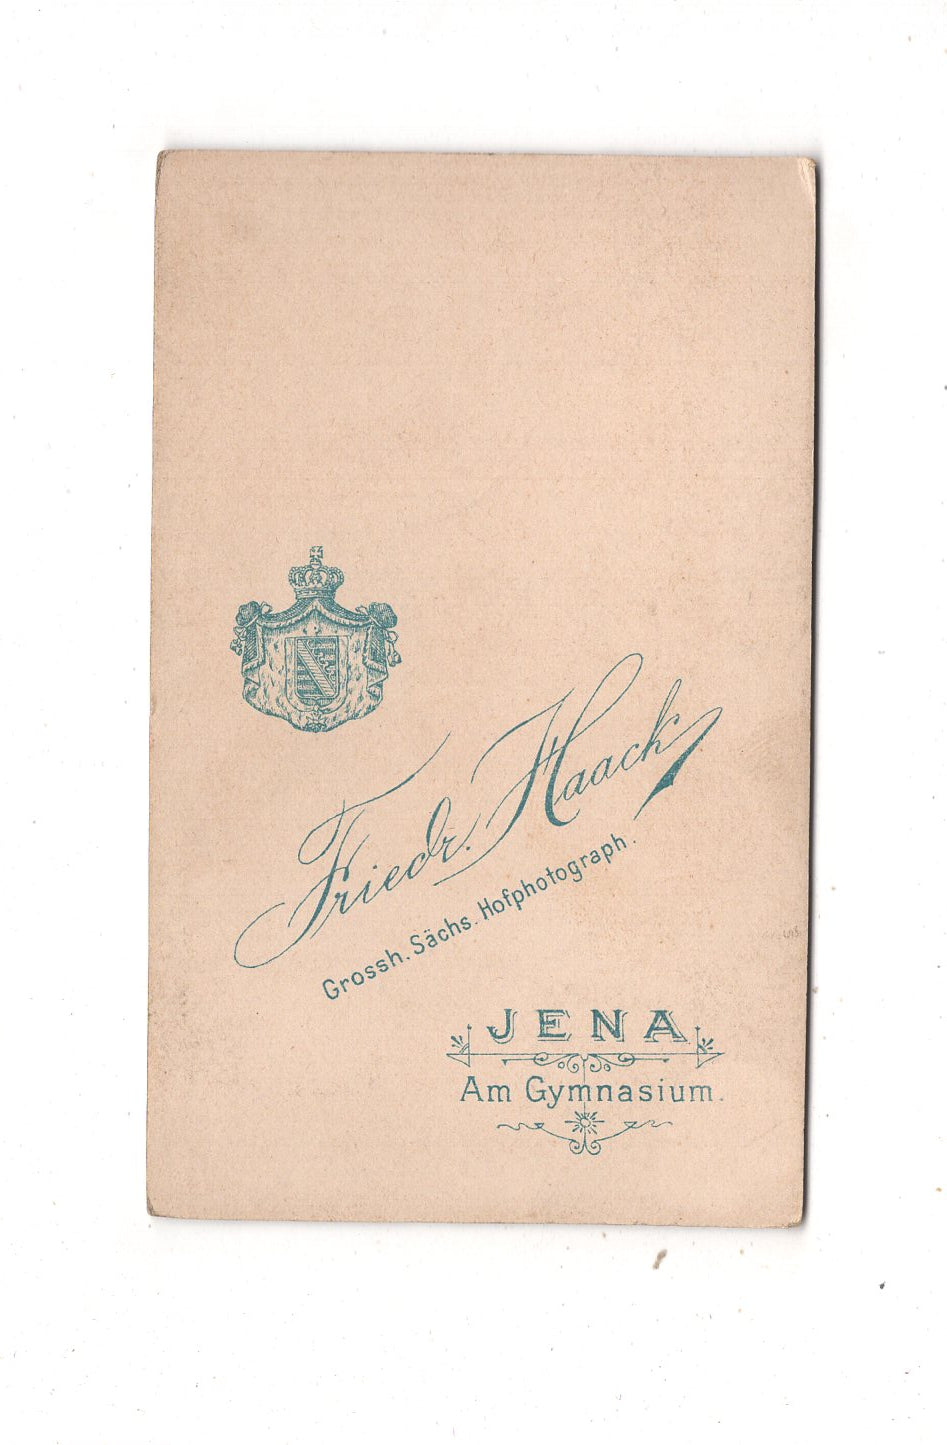 Friedr. Haack
Grossh. Sächs. Hofphotograph.
JENA
Am Gymnasium.